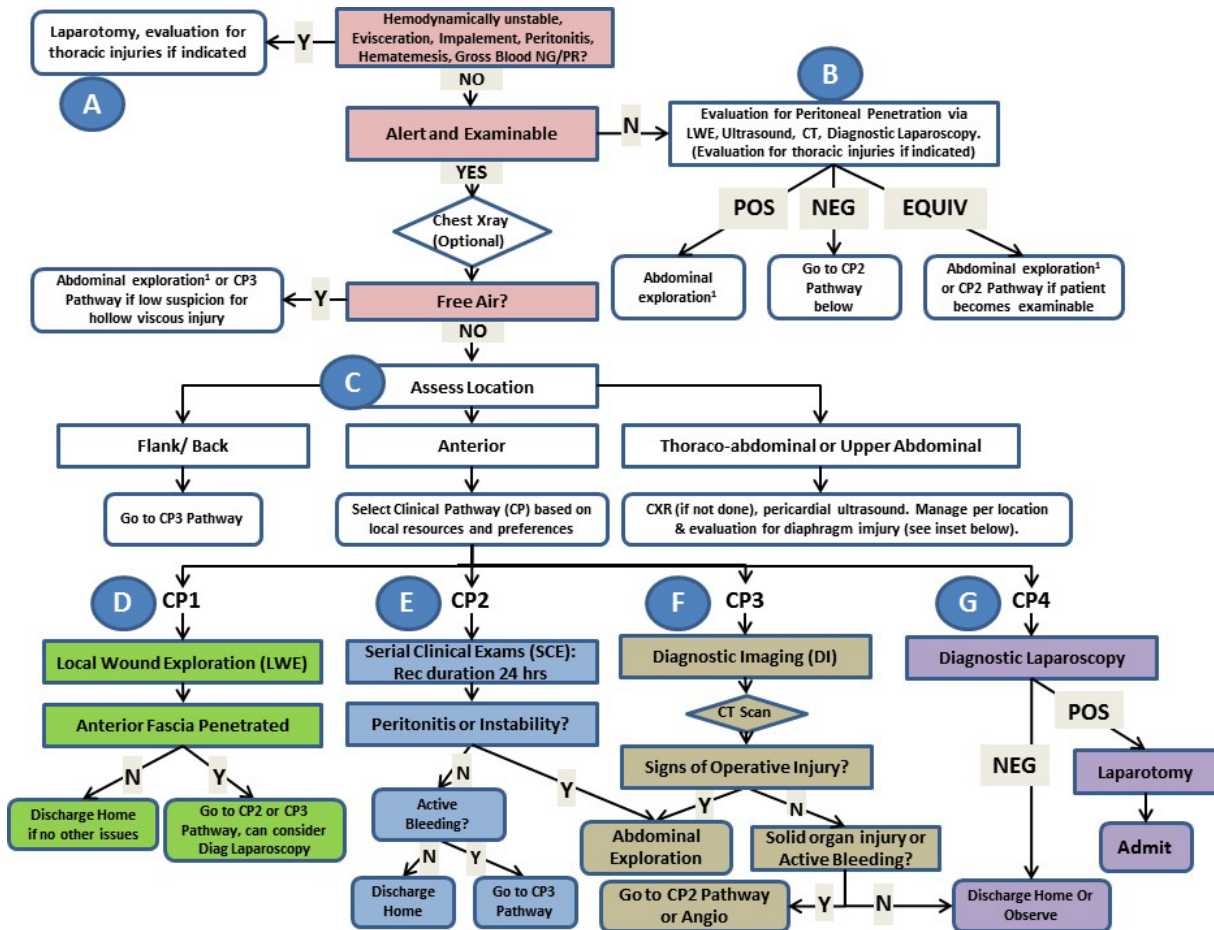 Hemodynamically unstable,
Evisceration, Impalement, Peritonitis,
Hematemesis, Gross Blood NG/PR?
Y
Laparotomy, evaluation for
thoracic injuries if indicated
A
NO
Alert and Examinable
N
B
Evaluation for Peritoneal Penetration via
LWE, Ultrasound, CT, Diagnostic Laparoscopy.
(Evaluation for thoracic injuries if indicated)
POS
NEG
EQUIV
Abdominal
exploration¹
Go to CP2
Pathway
below
Abdominal exploration¹
or CP2 Pathway if patient
becomes examinable
YES
Chest Xray
(Optional)
Free Air?
Y
Abdominal exploration¹ or CP3
Pathway if low suspicion for
hollow viscous injury
NO
C
Assess Location
Flank/ Back
Anterior
Thoraco-abdominal or Upper Abdominal
Go to CP3 Pathway
Select Clinical Pathway (CP) based on
local resources and preferences
CXR (if not done), pericardial ultrasound. Manage per location
& evaluation for diaphragm imjury (see inset below).
D
CP1
Local Wound Exploration (LWE)
Anterior Fascia Penetrated
N
Y
Discharge Home
if no other issues
Go to CP2 or CP3
Pathway, can consider
Diag Laparoscopy
E
CP2
Serial Clinical Exams (SCE):
Rec duration 24 hrs
Peritonitis or Instability?
N
Y
Active
Bleeding?
N
Y
Discharge
Home
Go to CP3
Pathway
F
CP3
Diagnostic Imaging (DI)
CT Scan
Signs of Operative Injury?
Y
N
Abdominal
Exploration
Solid organ injury or
Active Bleeding?
Y
N
Go to CP2 Pathway
or Angio
G
CP4
Diagnostic Laparoscopy
POS
NEG
Laparotomy
Admit
Discharge Home Or
Observe